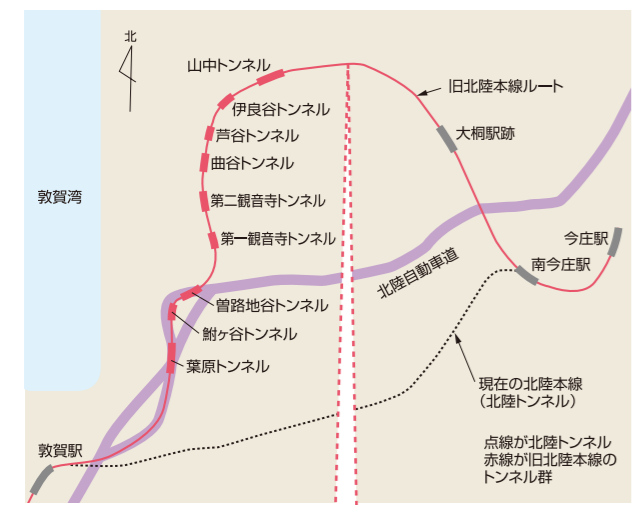 北
山中トンネル
伊良谷トンネル
旧北陸本線ルート
芦谷トンネル
大桐駅跡
曲谷トンネル
敦賀湾
第二観音寺トンネル
第一観音寺トンネル
今庄駅
北陸自動車道
南今庄駅
曽路地谷トンネル
鮒ヶ谷トンネル
葉原トンネル
現在の北陸本線
（北陸トンネル）
点線が北陸トンネル
赤線が旧北陸本線の
トンネル群
敦賀駅